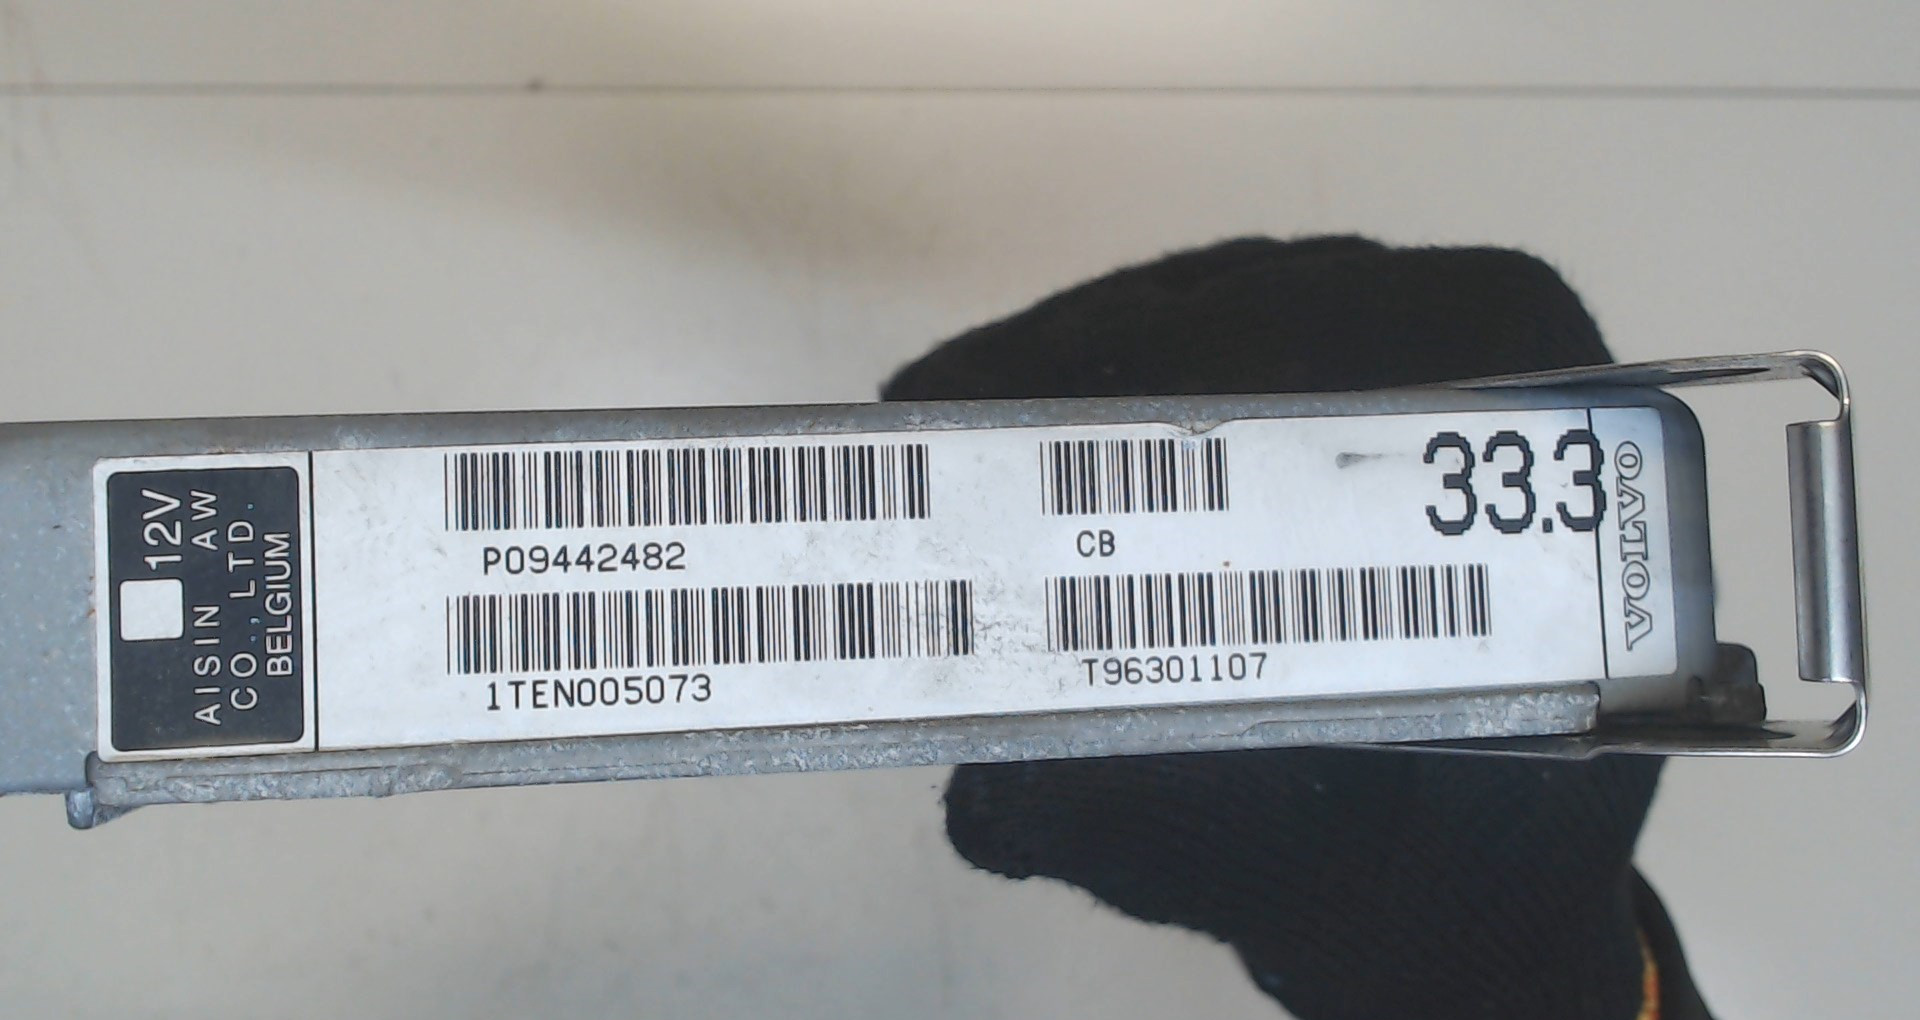 12V
AISIN AW
CO., LTD.
BELGIUM
P09442482
CB
33.3
1TEN005073
T96301107
VOLVO